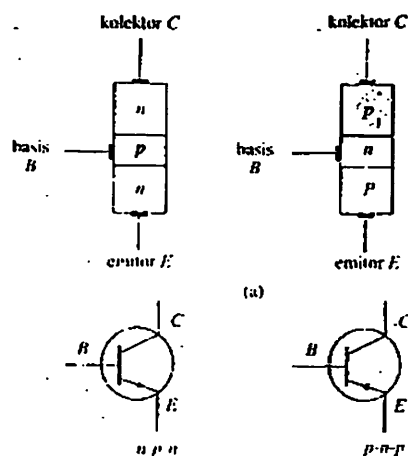 kolektor C kolektor C
n p
basis B p basis B n
n p
emitor E emitor E
(a)
C C
B B
E E
n-p-n p-n-p